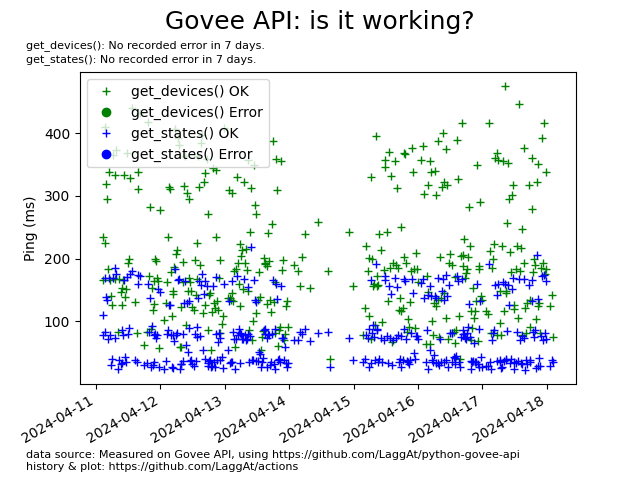 Govee API: is it working?
get_devices(): No recorded error in 7 days.
get_states(): No recorded error in 7 days.
get_devices() OK
get_devices() Error
get_states() OK
get_states() Error
Ping (ms)
400
300
200
100
2024-04-11
2024-04-12
2024-04-13
2024-04-14
2024-04-15
2024-04-16
2024-04-17
2024-04-18
data source: Measured on Govee API, using https://github.com/LaggAt/python-govee-api
history & plot: https://github.com/LaggAt/actions